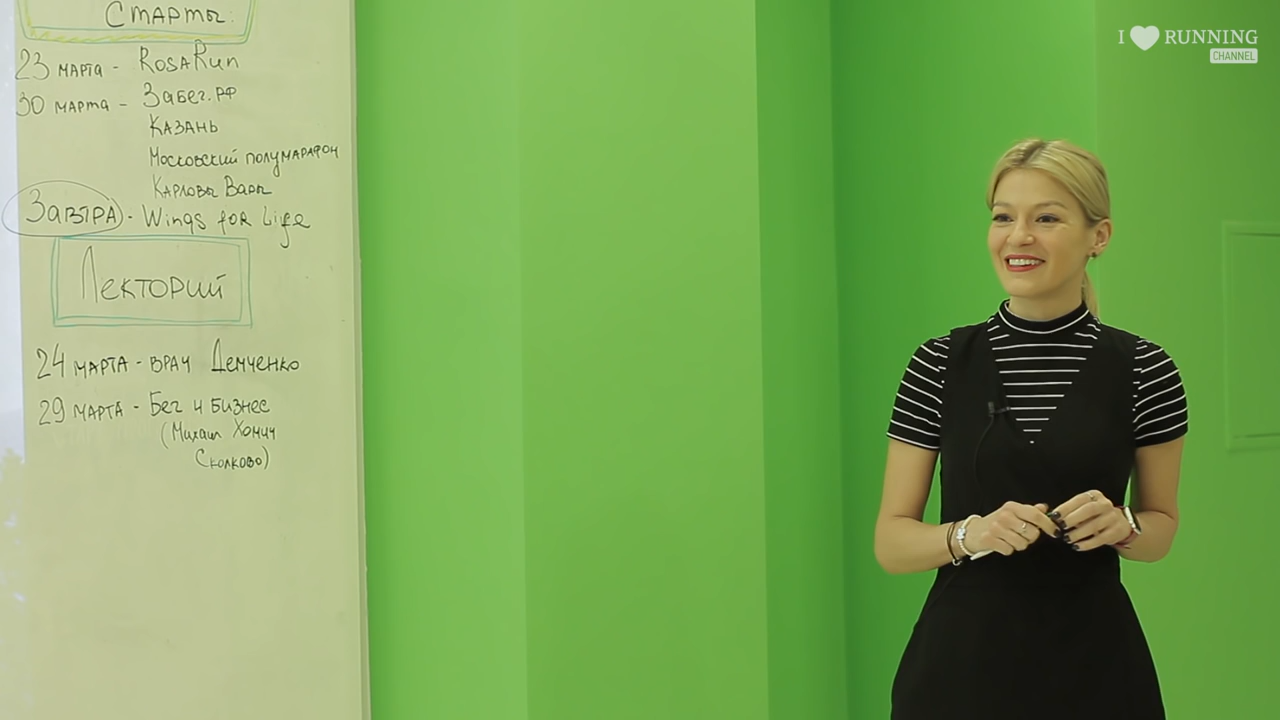 Старты:
23 марта - RosaRun
30 марта - Забег.РФ
Казань
Московский полумарафон
Карловы Вары
Завтра - Wings for Life
Лекторий
24 марта - врач Демченко
29 марта - Бег и бизнес
(Михаил Хомич
Сколково)
I RUNNING
CHANNEL